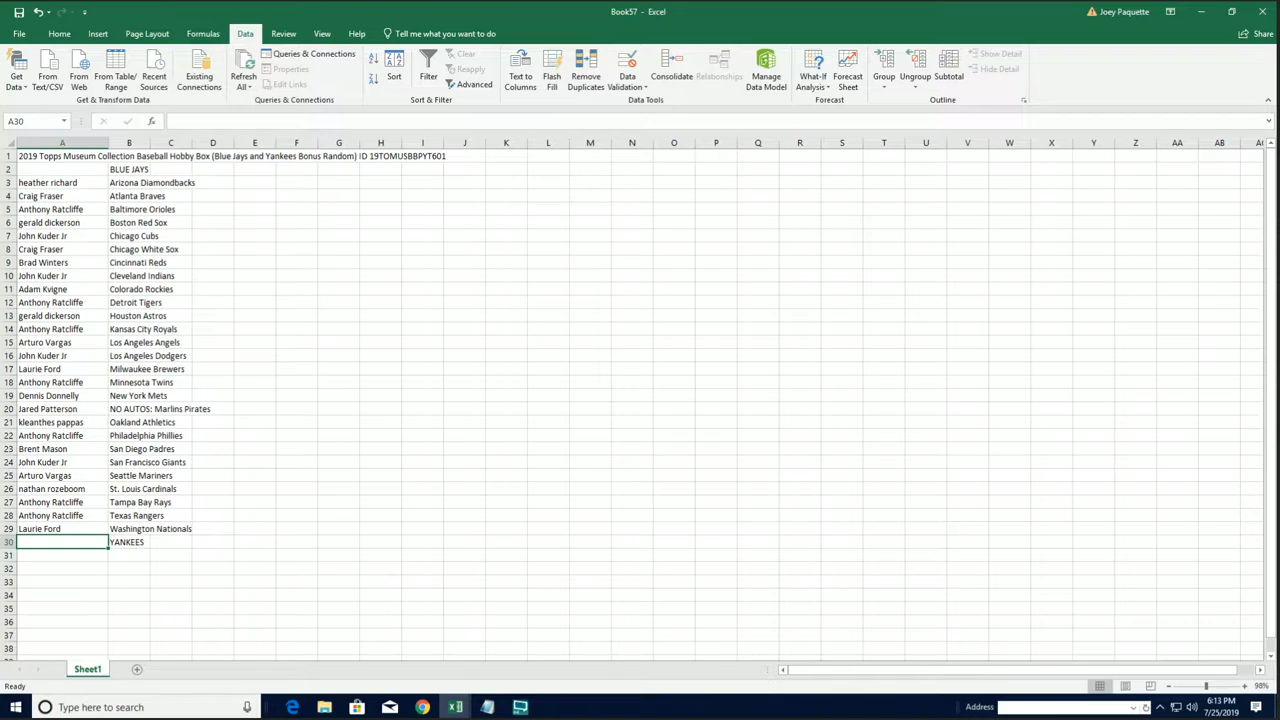 Book57 - Excel
Joey Paquette
File Home Insert Page Layout Formulas Data Review View Help Tell me what you want to do Share
Get Data From Text/CSV From Web From Table/Range Recent Sources Existing Connections
Get & Transform Data
Refresh All Queries & Connections
Properties
Edit Links
Queries & Connections
Sort Filter Clear
Reapply
Advanced
Sort & Filter
Text to Columns Flash Fill Remove Duplicates Data Validation Consolidate Relationships Manage Data Model
Data Tools
What-If Analysis Forecast Sheet
Forecast
Group Ungroup Subtotal Show Detail
Hide Detail
Outline
A30 fx
A B C D E F G H I J K L M N O P Q R S T U V W X Y Z AA AB
1 2019 Topps Museum Collection Baseball Hobby Box (Blue Jays and Yankees Bonus Random) ID 19TOMUSBBPYT601
2 BLUE JAYS
3 heather richard Arizona Diamondbacks
4 Craig Fraser Atlanta Braves
5 Anthony Ratcliffe Baltimore Orioles
6 gerald dickerson Boston Red Sox
7 John Kuder Jr Chicago Cubs
8 Craig Fraser Chicago White Sox
9 Brad Winters Cincinnati Reds
10 John Kuder Jr Cleveland Indians
11 Adam Kvigne Colorado Rockies
12 Anthony Ratcliffe Detroit Tigers
13 gerald dickerson Houston Astros
14 Anthony Ratcliffe Kansas City Royals
15 Arturo Vargas Los Angeles Angels
16 John Kuder Jr Los Angeles Dodgers
17 Laurie Ford Milwaukee Brewers
18 Anthony Ratcliffe Minnesota Twins
19 Dennis Donnelly New York Mets
20 Jared Patterson NO AUTOS: Marlins Pirates
21 kleanthes pappas Oakland Athletics
22 Anthony Ratcliffe Philadelphia Phillies
23 Brent Mason San Diego Padres
24 John Kuder Jr San Francisco Giants
25 Arturo Vargas Seattle Mariners
26 nathan rozeboom St. Louis Cardinals
27 Anthony Ratcliffe Tampa Bay Rays
28 Anthony Ratcliffe Texas Rangers
29 Laurie Ford Washington Nationals
30 YANKEES
31
32
33
34
35
36
37
38
Sheet1
Ready 98%
Type here to search Address 6:13 PM
7/25/2019